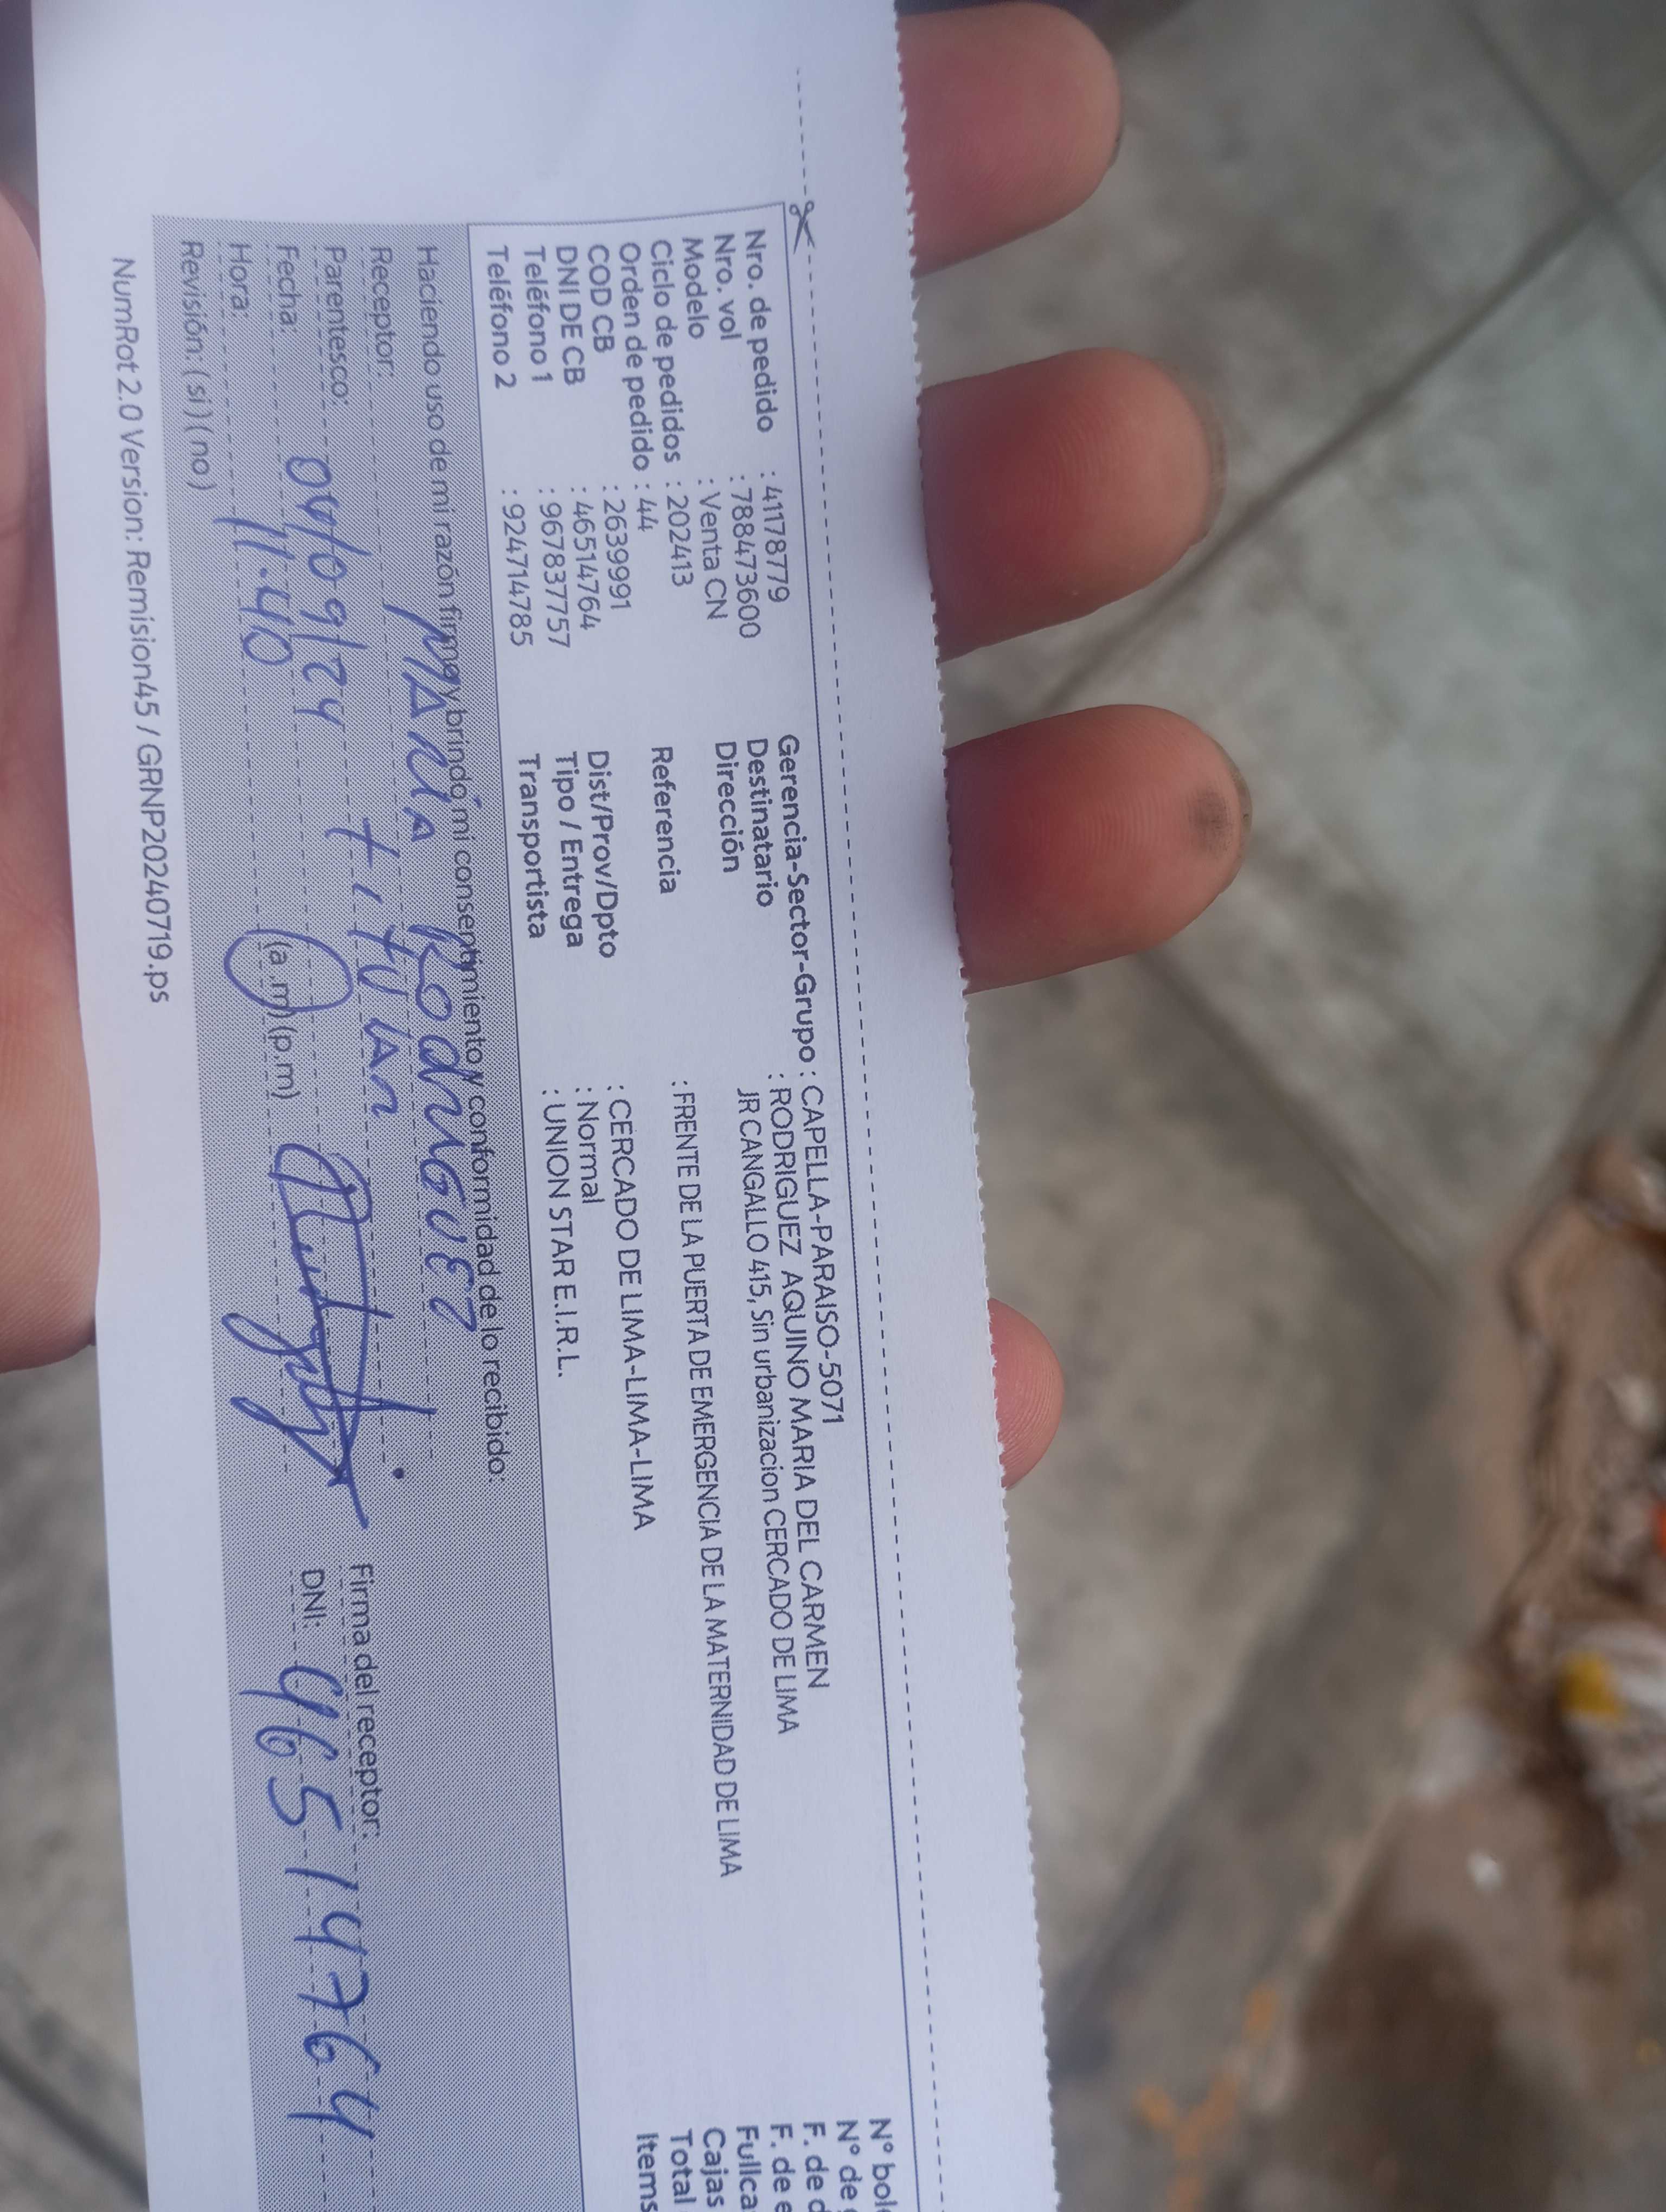 Nro. de pedido : 41178779
Nro. vol : 788473600
Modelo : Venta CN
Ciclo de pedidos : 202413
Orden de pedido : 44
COD CB : 2639991
DNI DE CB : 46514764
Teléfono 1 : 967837757
Teléfono 2 : 924714785
Gerencia-Sector-Grupo : CAPELLA-PARAISO-5071
Destinatario : RODRIGUEZ AQUINO MARIA DEL CARMEN
Dirección JR CANGALLO 415, Sin urbanizacion CERCADO DE LIMA
Referencia : FRENTE DE LA PUERTA DE EMERGENCIA DE LA MATERNIDAD DE LIMA
Dist/Prov/Dpto : CERCADO DE LIMA-LIMA-LIMA
Tipo / Entrega : Normal
Transportista : UNION STAR E.I.R.L.
N° bol
N° de
F. de d
F. de e
Fullca
Cajas
Total
Items
Haciendo uso de mi razón firmo y brindo mi consentimiento y conformidad de lo recibido:
Receptor: MARIA RODRIGUEZ
Parentesco: titular
Firma del receptor:
Fecha: 04/09/24
DNI: 46514764
Hora: 11.40 (a.m) (p.m)
Revisión: ( si ) ( no )
NumRot 2.0 Version: Remision45 / GRNP20240719.ps